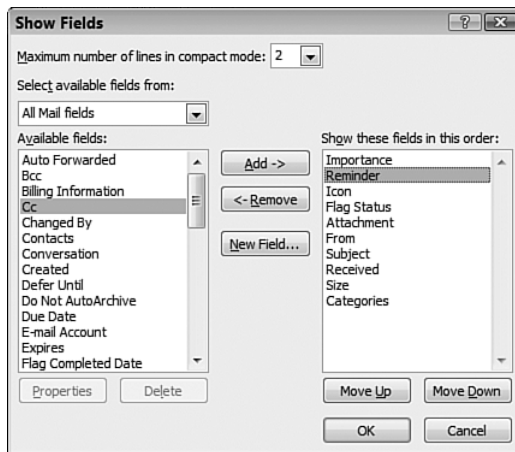 Show Fields
Maximum number of lines in compact mode: 2
Select available fields from:
All Mail fields
Available fields:
Auto Forwarded
Bcc
Billing Information
Cc
Changed By
Contacts
Conversation
Created
Defer Until
Do Not AutoArchive
Due Date
E-mail Account
Expires
Flag Completed Date
Properties
Delete
Add ->
<- Remove
New Field...
Show these fields in this order:
Importance
Reminder
Icon
Flag Status
Attachment
From
Subject
Received
Size
Categories
Move Up
Move Down
OK
Cancel